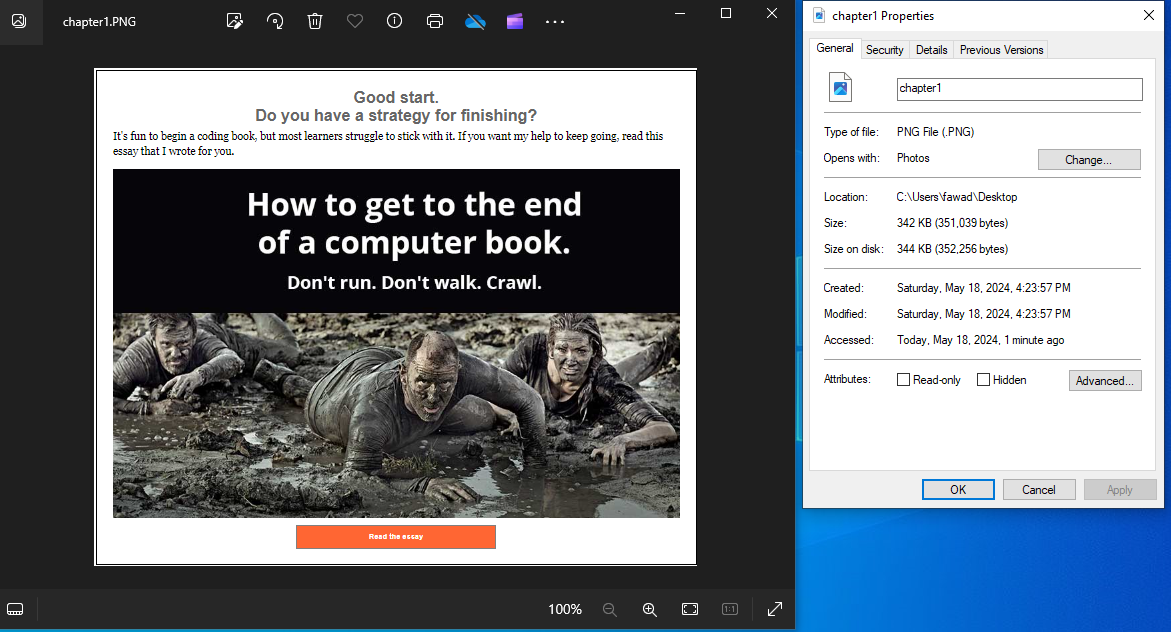 chapter1.PNG
Good start.
Do you have a strategy for finishing?
It's fun to begin a coding book, but most learners struggle to stick with it. If you want my help to keep going, read this
essay that I wrote for you.
How to get to the end
of a computer book.
Don't run. Don't walk. Crawl.
Read the essay
100%
1:1
chapter1 Properties
General Security Details Previous Versions
chapter1
Type of file: PNG File (.PNG)
Opens with: Photos Change...
Location: C:\Users\fawad\Desktop
Size: 342 KB (351,039 bytes)
Size on disk: 344 KB (352,256 bytes)
Created: Saturday, May 18, 2024, 4:23:57 PM
Modified: Saturday, May 18, 2024, 4:23:57 PM
Accessed: Today, May 18, 2024, 1 minute ago
Attributes: Read-only Hidden Advanced...
OK Cancel Apply